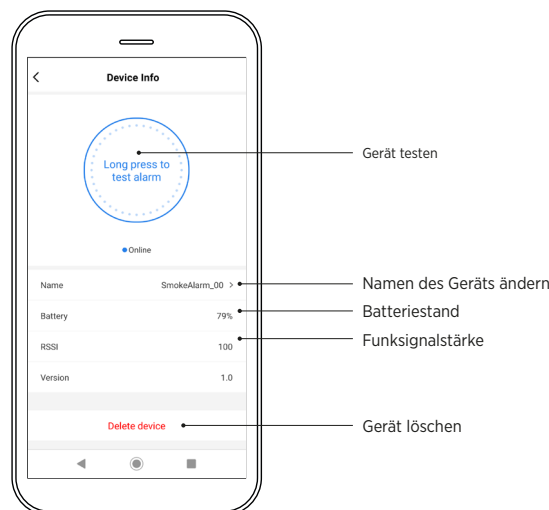 Device Info
Long press to
test alarm
Gerät testen
Online
Name
SmokeAlarm_00 >
Namen des Geräts ändern
Battery
79%
Batteriestand
RSSI
100
Funksignalstärke
Version
1.0
Delete device
Gerät löschen